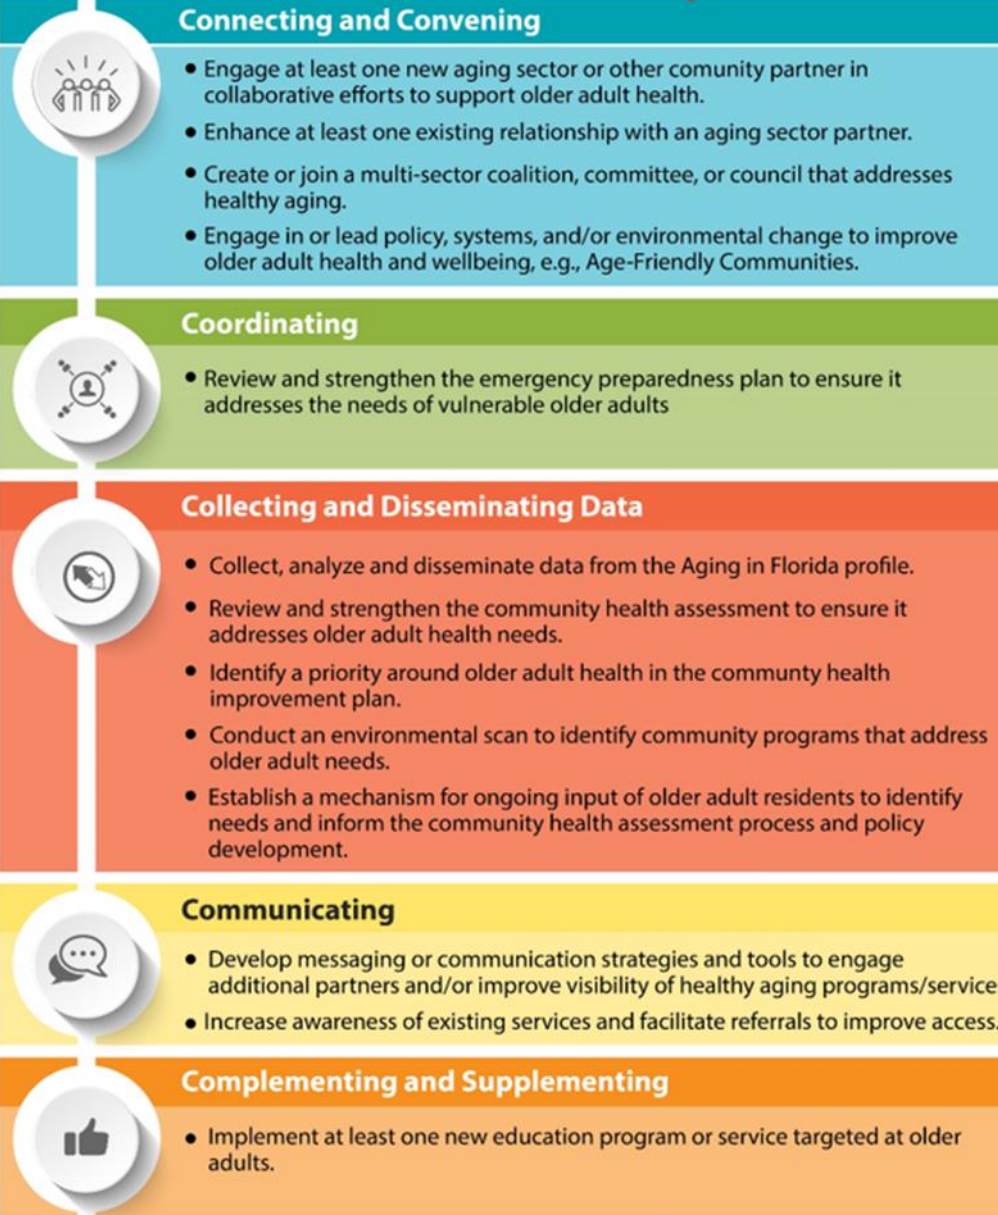 Connecting and Convening
• Engage at least one new aging sector or other comunity partner in
collaborative efforts to support older adult health.
• Enhance at least one existing relationship with an aging sector partner.
• Create or join a multi-sector coalition, committee, or council that addresses
healthy aging.
• Engage in or lead policy, systems, and/or environmental change to improve
older adult health and wellbeing, e.g., Age-Friendly Communities.
Coordinating
• Review and strengthen the emergency preparedness plan to ensure it
addresses the needs of vulnerable older adults
Collecting and Disseminating Data
• Collect, analyze and disseminate data from the Aging in Florida profile.
• Review and strengthen the community health assessment to ensure it
addresses older adult health needs.
• Identify a priority around older adult health in the communty health
improvement plan.
• Conduct an environmental scan to identify community programs that address
older adult needs.
• Establish a mechanism for ongoing input of older adult residents to identify
needs and inform the community health assessment process and policy
development.
Communicating
• Develop messaging or communication strategies and tools to engage
additional partners and/or improve visibility of healthy aging programs/service
• Increase awareness of existing services and facilitate referrals to improve access.
Complementing and Supplementing
• Implement at least one new education program or service targeted at older
adults.